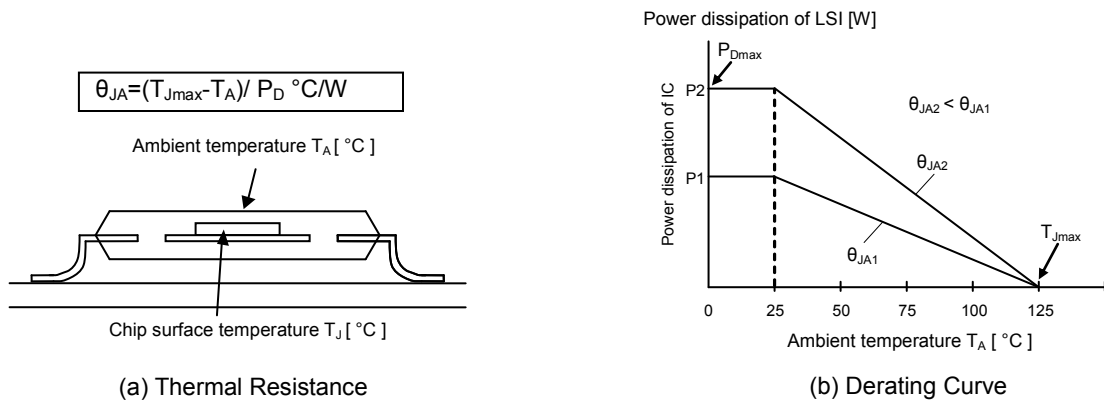 θJA=(TJmax-TA)/ PD °C/W
Ambient temperature TA [ °C ]
Chip surface temperature TJ [ °C ]
(a) Thermal Resistance
Power dissipation of LSI [W]
PDmax
P2
θJA2 < θJA1
Power dissipation of IC
θJA2
P1
TJmax
θJA1
0 25 50 75 100 125
Ambient temperature TA [ °C ]
(b) Derating Curve